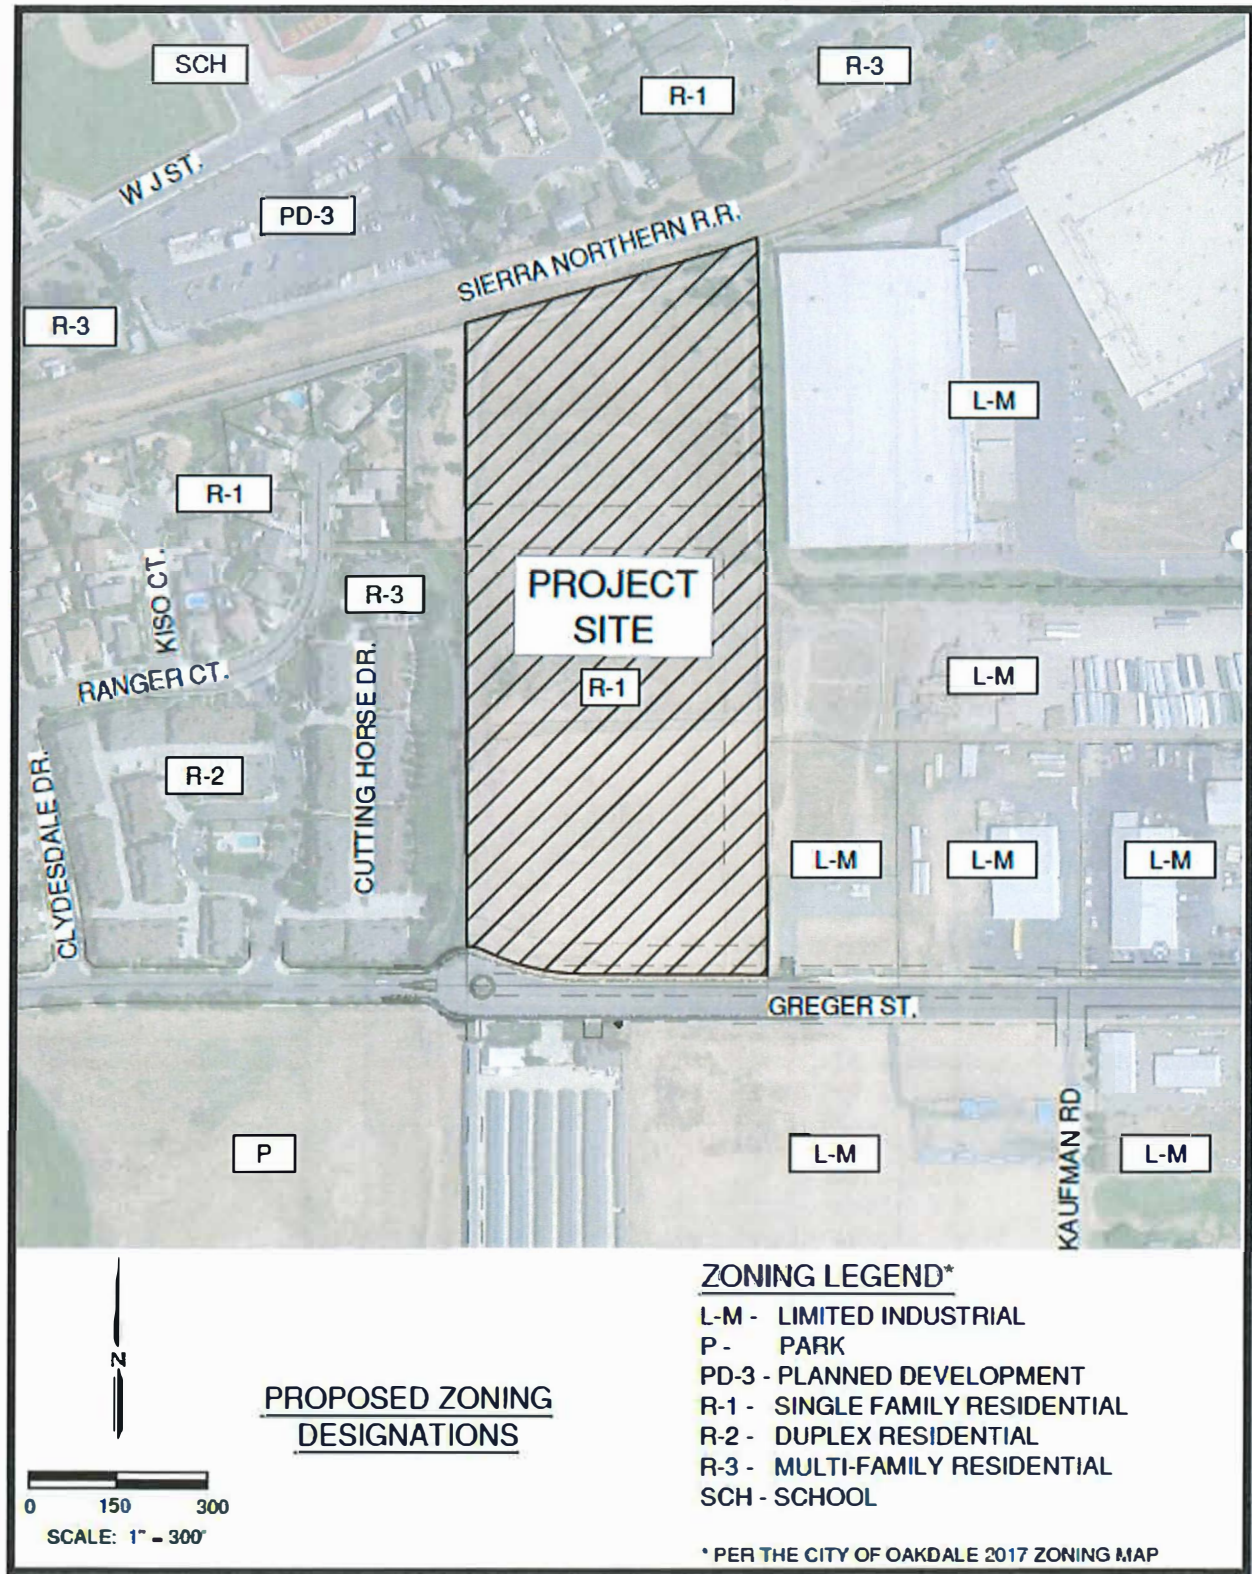 SCH
R-3
R-1
W J ST.
PD-3
SIERRA NORTHERN R.R.
R-3
L-M
R-1
PROJECT
SITE
R-3
KISO CT.
RANGER CT.
R-1
L-M
CUTTING HORSE DR.
R-2
CLYDESDALE DR.
L-M
L-M
L-M
GREGER ST.
KAUFMAN RD
P
L-M
L-M
N
PROPOSED ZONING
DESIGNATIONS
0 150 300
SCALE: 1" = 300'
ZONING LEGEND*
L-M - LIMITED INDUSTRIAL
P - PARK
PD-3 - PLANNED DEVELOPMENT
R-1 - SINGLE FAMILY RESIDENTIAL
R-2 - DUPLEX RESIDENTIAL
R-3 - MULTI-FAMILY RESIDENTIAL
SCH - SCHOOL
* PER THE CITY OF OAKDALE 2017 ZONING MAP